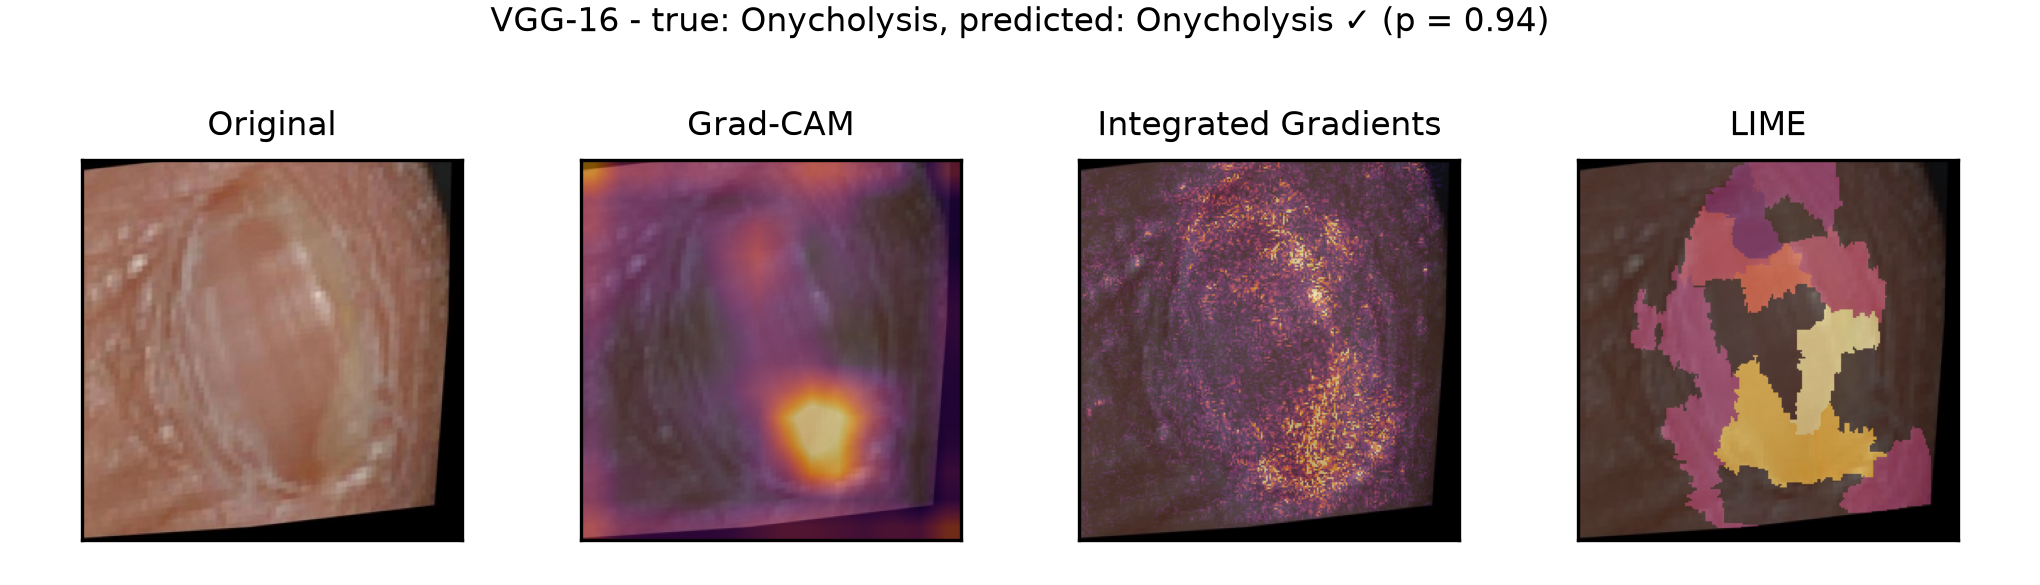 VGG-16 - true: Onycholysis, predicted: Onycholysis ✓ (p = 0.94)
Original
Grad-CAM
Integrated Gradients
LIME